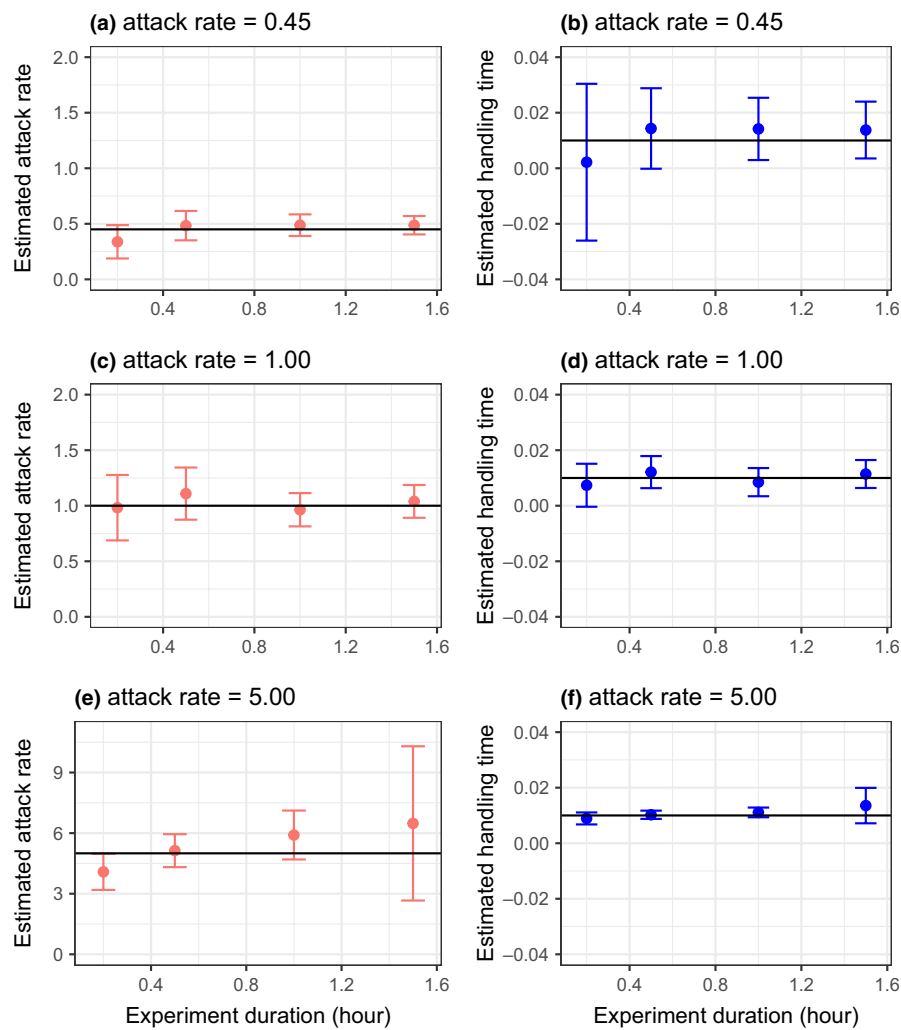 (a) attack rate = 0.45
Estimated attack rate
2.0
1.5
1.0
0.5
0.0
0.4 0.8 1.2 1.6
(b) attack rate = 0.45
Estimated handling time
0.04
0.02
0.00
−0.02
−0.04
0.4 0.8 1.2 1.6
(c) attack rate = 1.00
Estimated attack rate
2.0
1.5
1.0
0.5
0.0
0.4 0.8 1.2 1.6
(d) attack rate = 1.00
Estimated handling time
0.04
0.02
0.00
−0.02
−0.04
0.4 0.8 1.2 1.6
(e) attack rate = 5.00
Estimated attack rate
9
6
3
0
0.4 0.8 1.2 1.6
Experiment duration (hour)
(f) attack rate = 5.00
Estimated handling time
0.04
0.02
0.00
−0.02
−0.04
0.4 0.8 1.2 1.6
Experiment duration (hour)